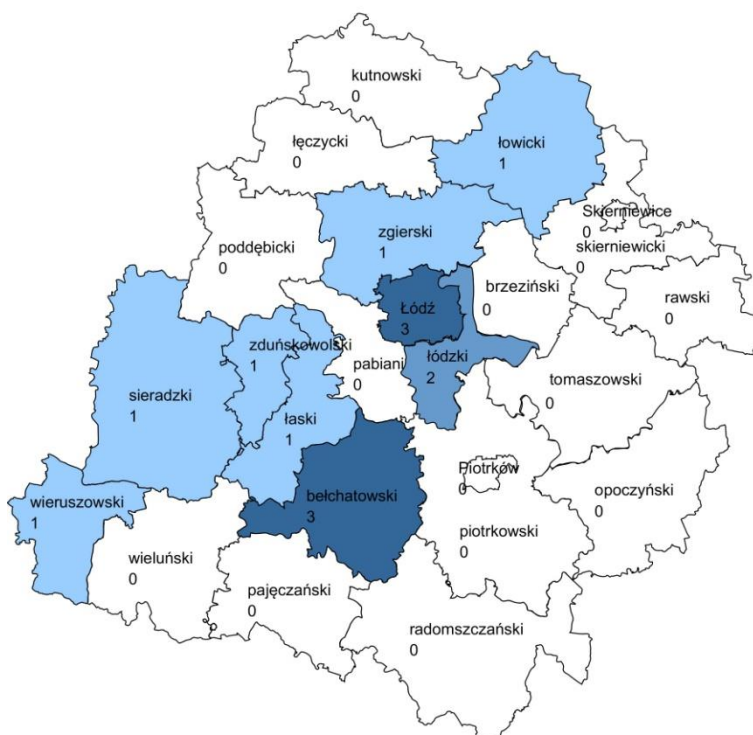 kutnowski
0
łęczycki
0
łowicki
1
Skierniewice
0
skierniewicki
0
zgierski
1
poddębicki
0
brzeziński
0
rawski
0
Łódź
3
zduńskowolski
1
pabiani
0
łódzki
2
tomaszowski
0
sieradzki
1
łaski
1
Piotrków
0
opoczyński
0
wieruszowski
1
bełchatowski
3
piotrkowski
0
wieluński
0
pajęczański
0
radomszczański
0